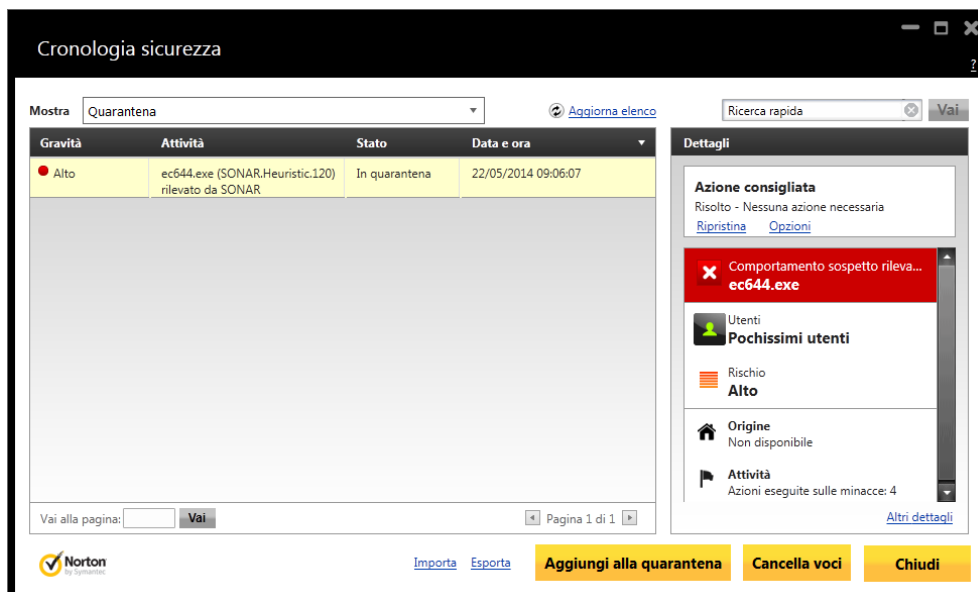 Cronologia sicurezza
?
Mostra Quarantena Aggiorna elenco Ricerca rapida Vai
Gravità Attività Stato Data e ora
Alto ec644.exe (SONAR.Heuristic.120) In quarantena 22/05/2014 09:06:07
rilevato da SONAR
Vai alla pagina: Vai Pagina 1 di 1
Dettagli
Azione consigliata
Risolto - Nessuna azione necessaria
Ripristina Opzioni
Comportamento sospetto rileva...
ec644.exe
Utenti
Pochissimi utenti
Rischio
Alto
Origine
Non disponibile
Attività
Azioni eseguite sulle minacce: 4
Altri dettagli
Norton
by Symantec
Importa Esporta Aggiungi alla quarantena Cancella voci Chiudi